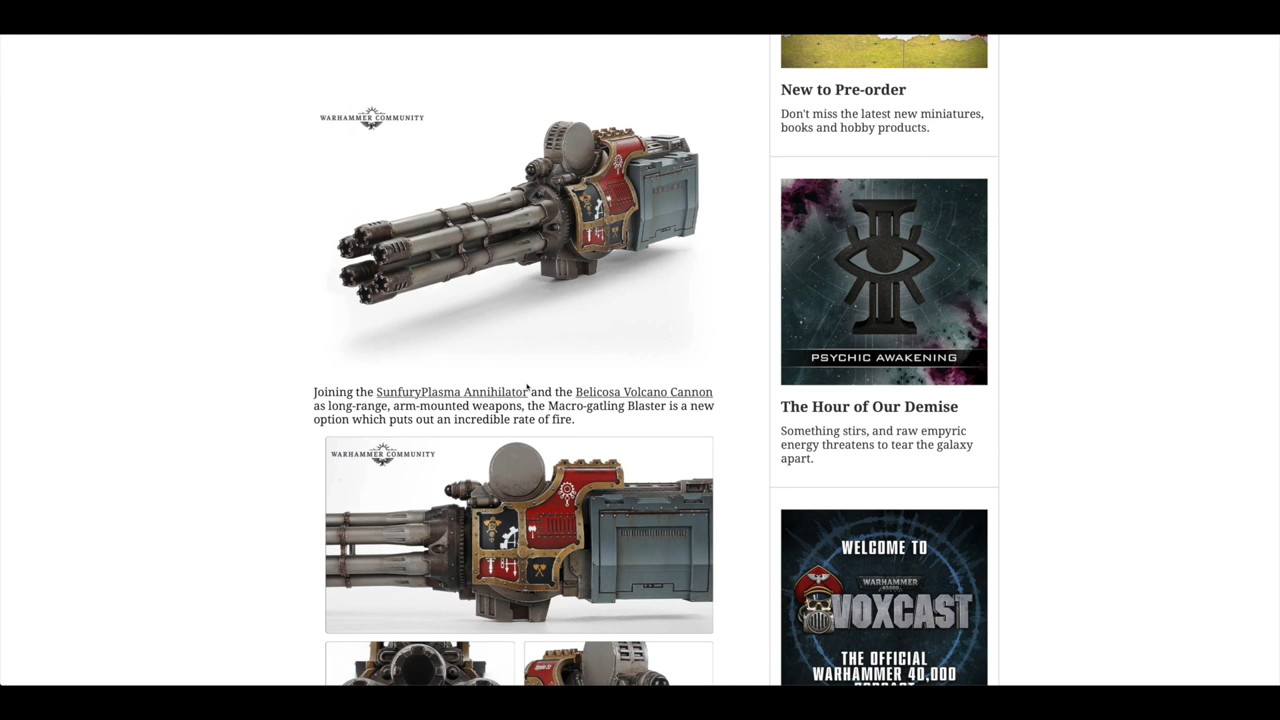 WARHAMMER COMMUNITY
Joining the SunfuryPlasma Annihilator and the Belicosa Volcano Cannon
as long-range, arm-mounted weapons, the Macro-gatling Blaster is a new
option which puts out an incredible rate of fire.
WARHAMMER COMMUNITY
New to Pre-order
Don't miss the latest new miniatures,
books and hobby products.
PSYCHIC AWAKENING
The Hour of Our Demise
Something stirs, and raw empyric
energy threatens to tear the galaxy
apart.
WELCOME TO
WARHAMMER
40,000
VOXCAST
THE OFFICIAL
WARHAMMER 40,000